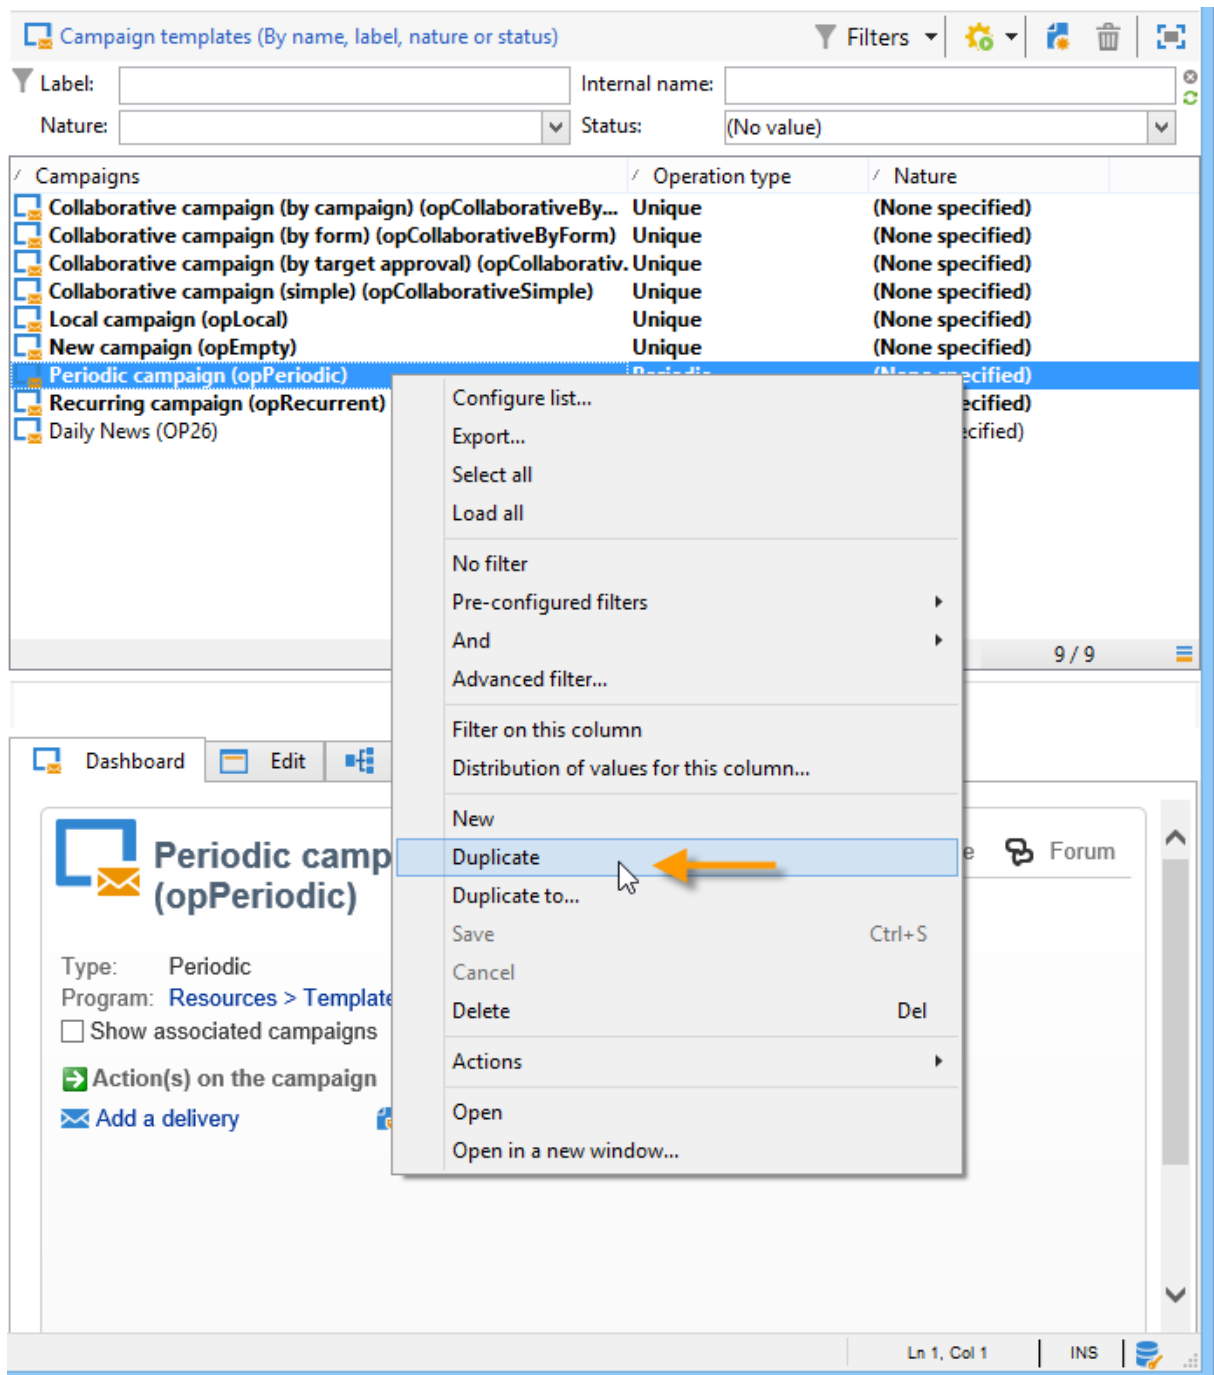 Campaign templates (By name, label, nature or status)
Filters
Label:
Internal name:
Nature:
Status:
(No value)
Campaigns
Operation type
Nature
Collaborative campaign (by campaign) (opCollaborativeBy... Unique (None specified)
Collaborative campaign (by form) (opCollaborativeByForm) Unique (None specified)
Collaborative campaign (by target approval) (opCollaborativ. Unique (None specified)
Collaborative campaign (simple) (opCollaborativeSimple) Unique (None specified)
Local campaign (opLocal) Unique (None specified)
New campaign (opEmpty) Unique (None specified)
Periodic campaign (opPeriodic) Periodic (None specified)
Recurring campaign (opRecurrent) ecified)
Daily News (OP26) ecified)
Configure list...
Export...
Select all
Load all
No filter
Pre-configured filters
And
Advanced filter...
Filter on this column
Distribution of values for this column...
New
Duplicate
Duplicate to...
Save Ctrl+S
Cancel
Delete Del
Actions
Open
Open in a new window...
9 / 9
Dashboard
Edit
Periodic camp
(opPeriodic)
e
Forum
Type: Periodic
Program: Resources > Template
Show associated campaigns
Action(s) on the campaign
Add a delivery
Ln 1, Col 1
INS